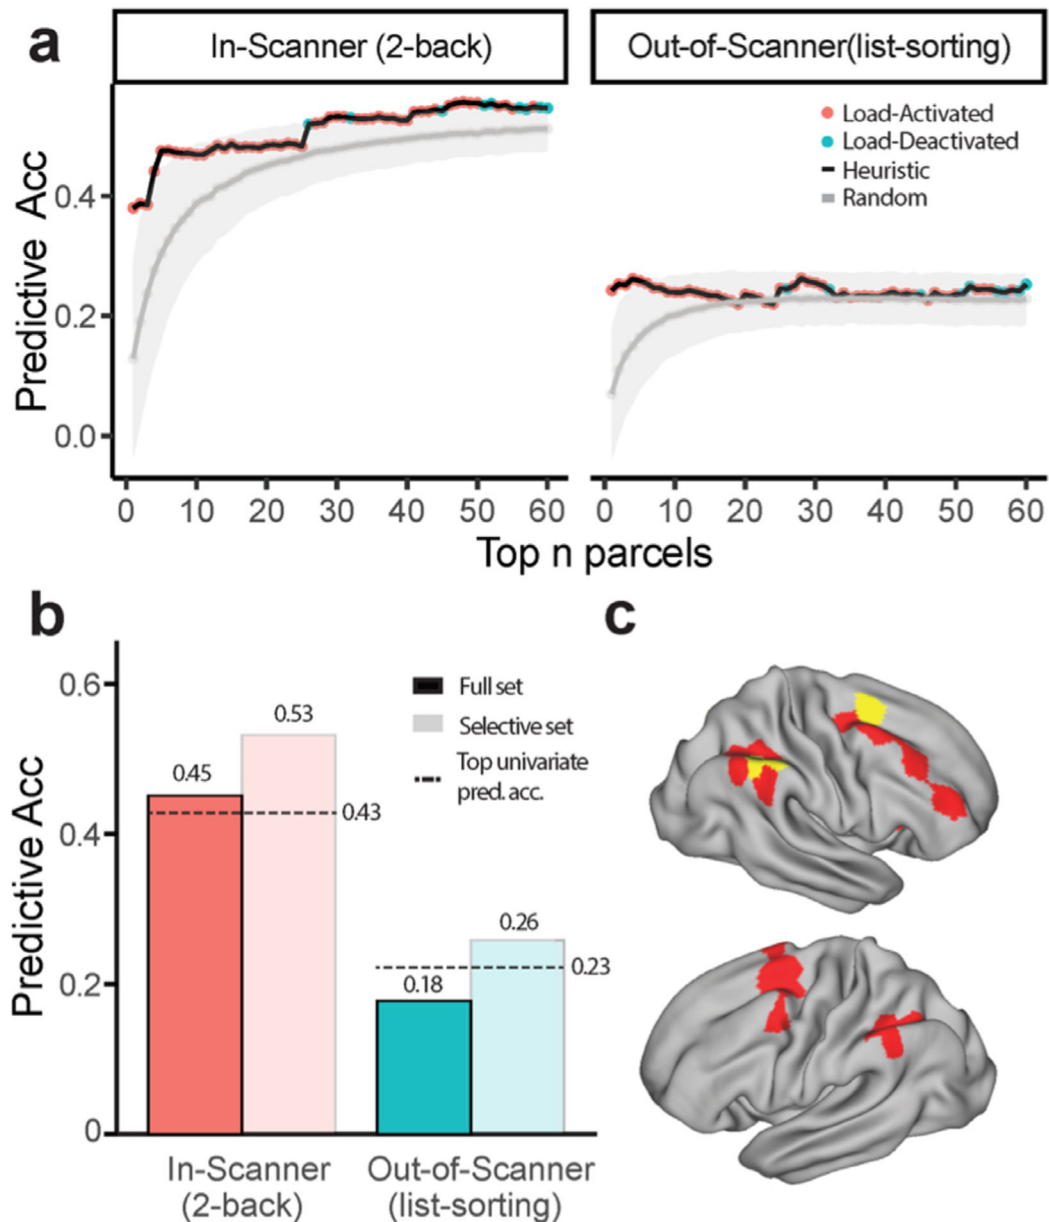 a
In-Scanner (2-back)
Out-of-Scanner(list-sorting)
Predictive Acc
0.4
0.2
0.0
Load-Activated
Load-Deactivated
Heuristic
Random
0 10 20 30 40 50 60
0 10 20 30 40 50 60
Top n parcels
b
Predictive Acc
0.6
0.4
0.2
0
Full set
Selective set
Top univariate
pred. acc.
0.45
0.53
0.43
0.18
0.26
0.23
In-Scanner
(2-back)
Out-of-Scanner
(list-sorting)
c